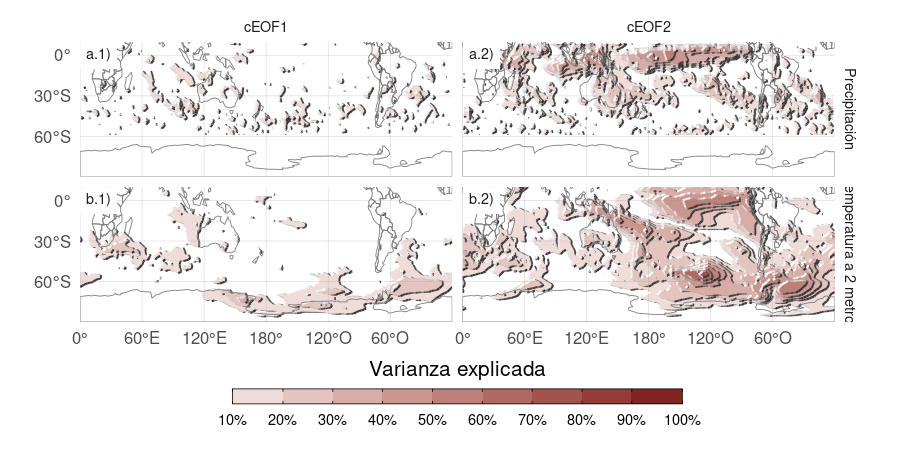 cEOF1 cEOF2
a.1) a.2)
0°
30°S
60°S
Precipitación
b.1) b.2)
0°
30°S
60°S
emperatura a 2 metro
0° 60°E 120°E 180° 120°O 60°O 0° 60°E 120°E 180° 120°O 60°O
Varianza explicada
10% 20% 30% 40% 50% 60% 70% 80% 90% 100%